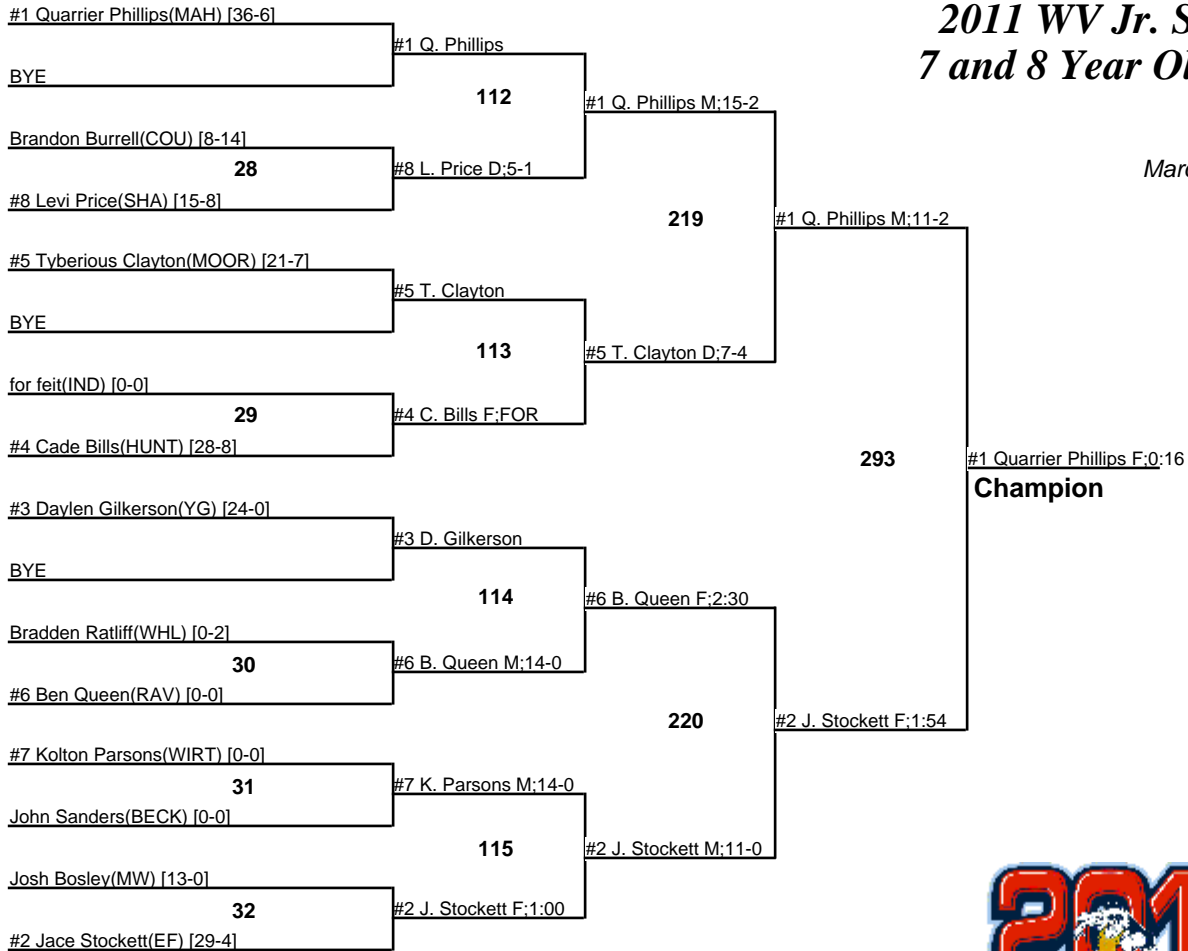 2011 WV Jr. S
7 and 8 Year Ol
Marc
#1 Quarrier Phillips(MAH) [36-6]
#1 Q. Phillips
BYE
112
#1 Q. Phillips M;15-2
Brandon Burrell(COU) [8-14]
28
#8 L. Price D;5-1
#8 Levi Price(SHA) [15-8]
219
#1 Q. Phillips M;11-2
#5 Tyberious Clayton(MOOR) [21-7]
#5 T. Clayton
BYE
113
#5 T. Clayton D;7-4
for feit(IND) [0-0]
29
#4 C. Bills F;FOR
#4 Cade Bills(HUNT) [28-8]
293
#1 Quarrier Phillips F;0:16
Champion
#3 Daylen Gilkerson(YG) [24-0]
#3 D. Gilkerson
BYE
114
#6 B. Queen F;2:30
Bradden Ratliff(WHL) [0-2]
30
#6 B. Queen M;14-0
#6 Ben Queen(RAV) [0-0]
220
#2 J. Stockett F;1:54
#7 Kolton Parsons(WIRT) [0-0]
31
#7 K. Parsons M;14-0
John Sanders(BECK) [0-0]
115
#2 J. Stockett M;11-0
Josh Bosley(MW) [13-0]
32
#2 J. Stockett F;1:00
#2 Jace Stockett(EF) [29-4]
201